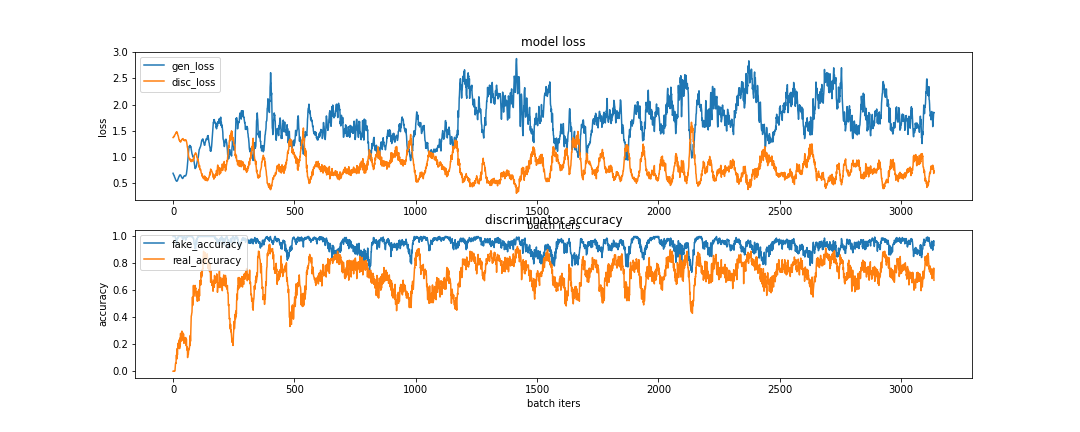 model loss
3.0
2.5
2.0
1.5
1.0
0.5
loss
gen_loss
disc_loss
0 500 1000 1500 2000 2500 3000
batch iters
discriminator accuracy
1.0
0.8
0.6
0.4
0.2
0.0
accuracy
fake_accuracy
real_accuracy
0 500 1000 1500 2000 2500 3000
batch iters